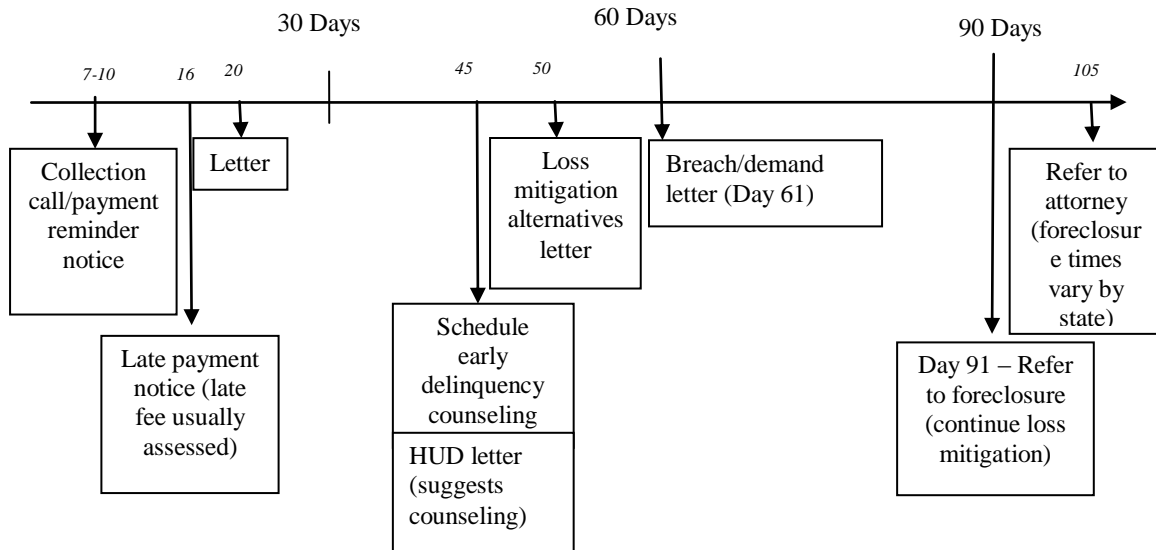 30 Days
60 Days
90 Days
7-10
16
20
45
50
105
Collection
call/payment
reminder
notice
Letter
Loss
mitigation
alternatives
letter
Breach/demand
letter (Day 61)
Refer to
attorney
(foreclosur
e times
vary by
state)
Late payment
notice (late
fee usually
assessed)
Schedule
early
delinquency
counseling
HUD letter
(suggests
counseling)
Day 91 – Refer
to foreclosure
(continue loss
mitigation)